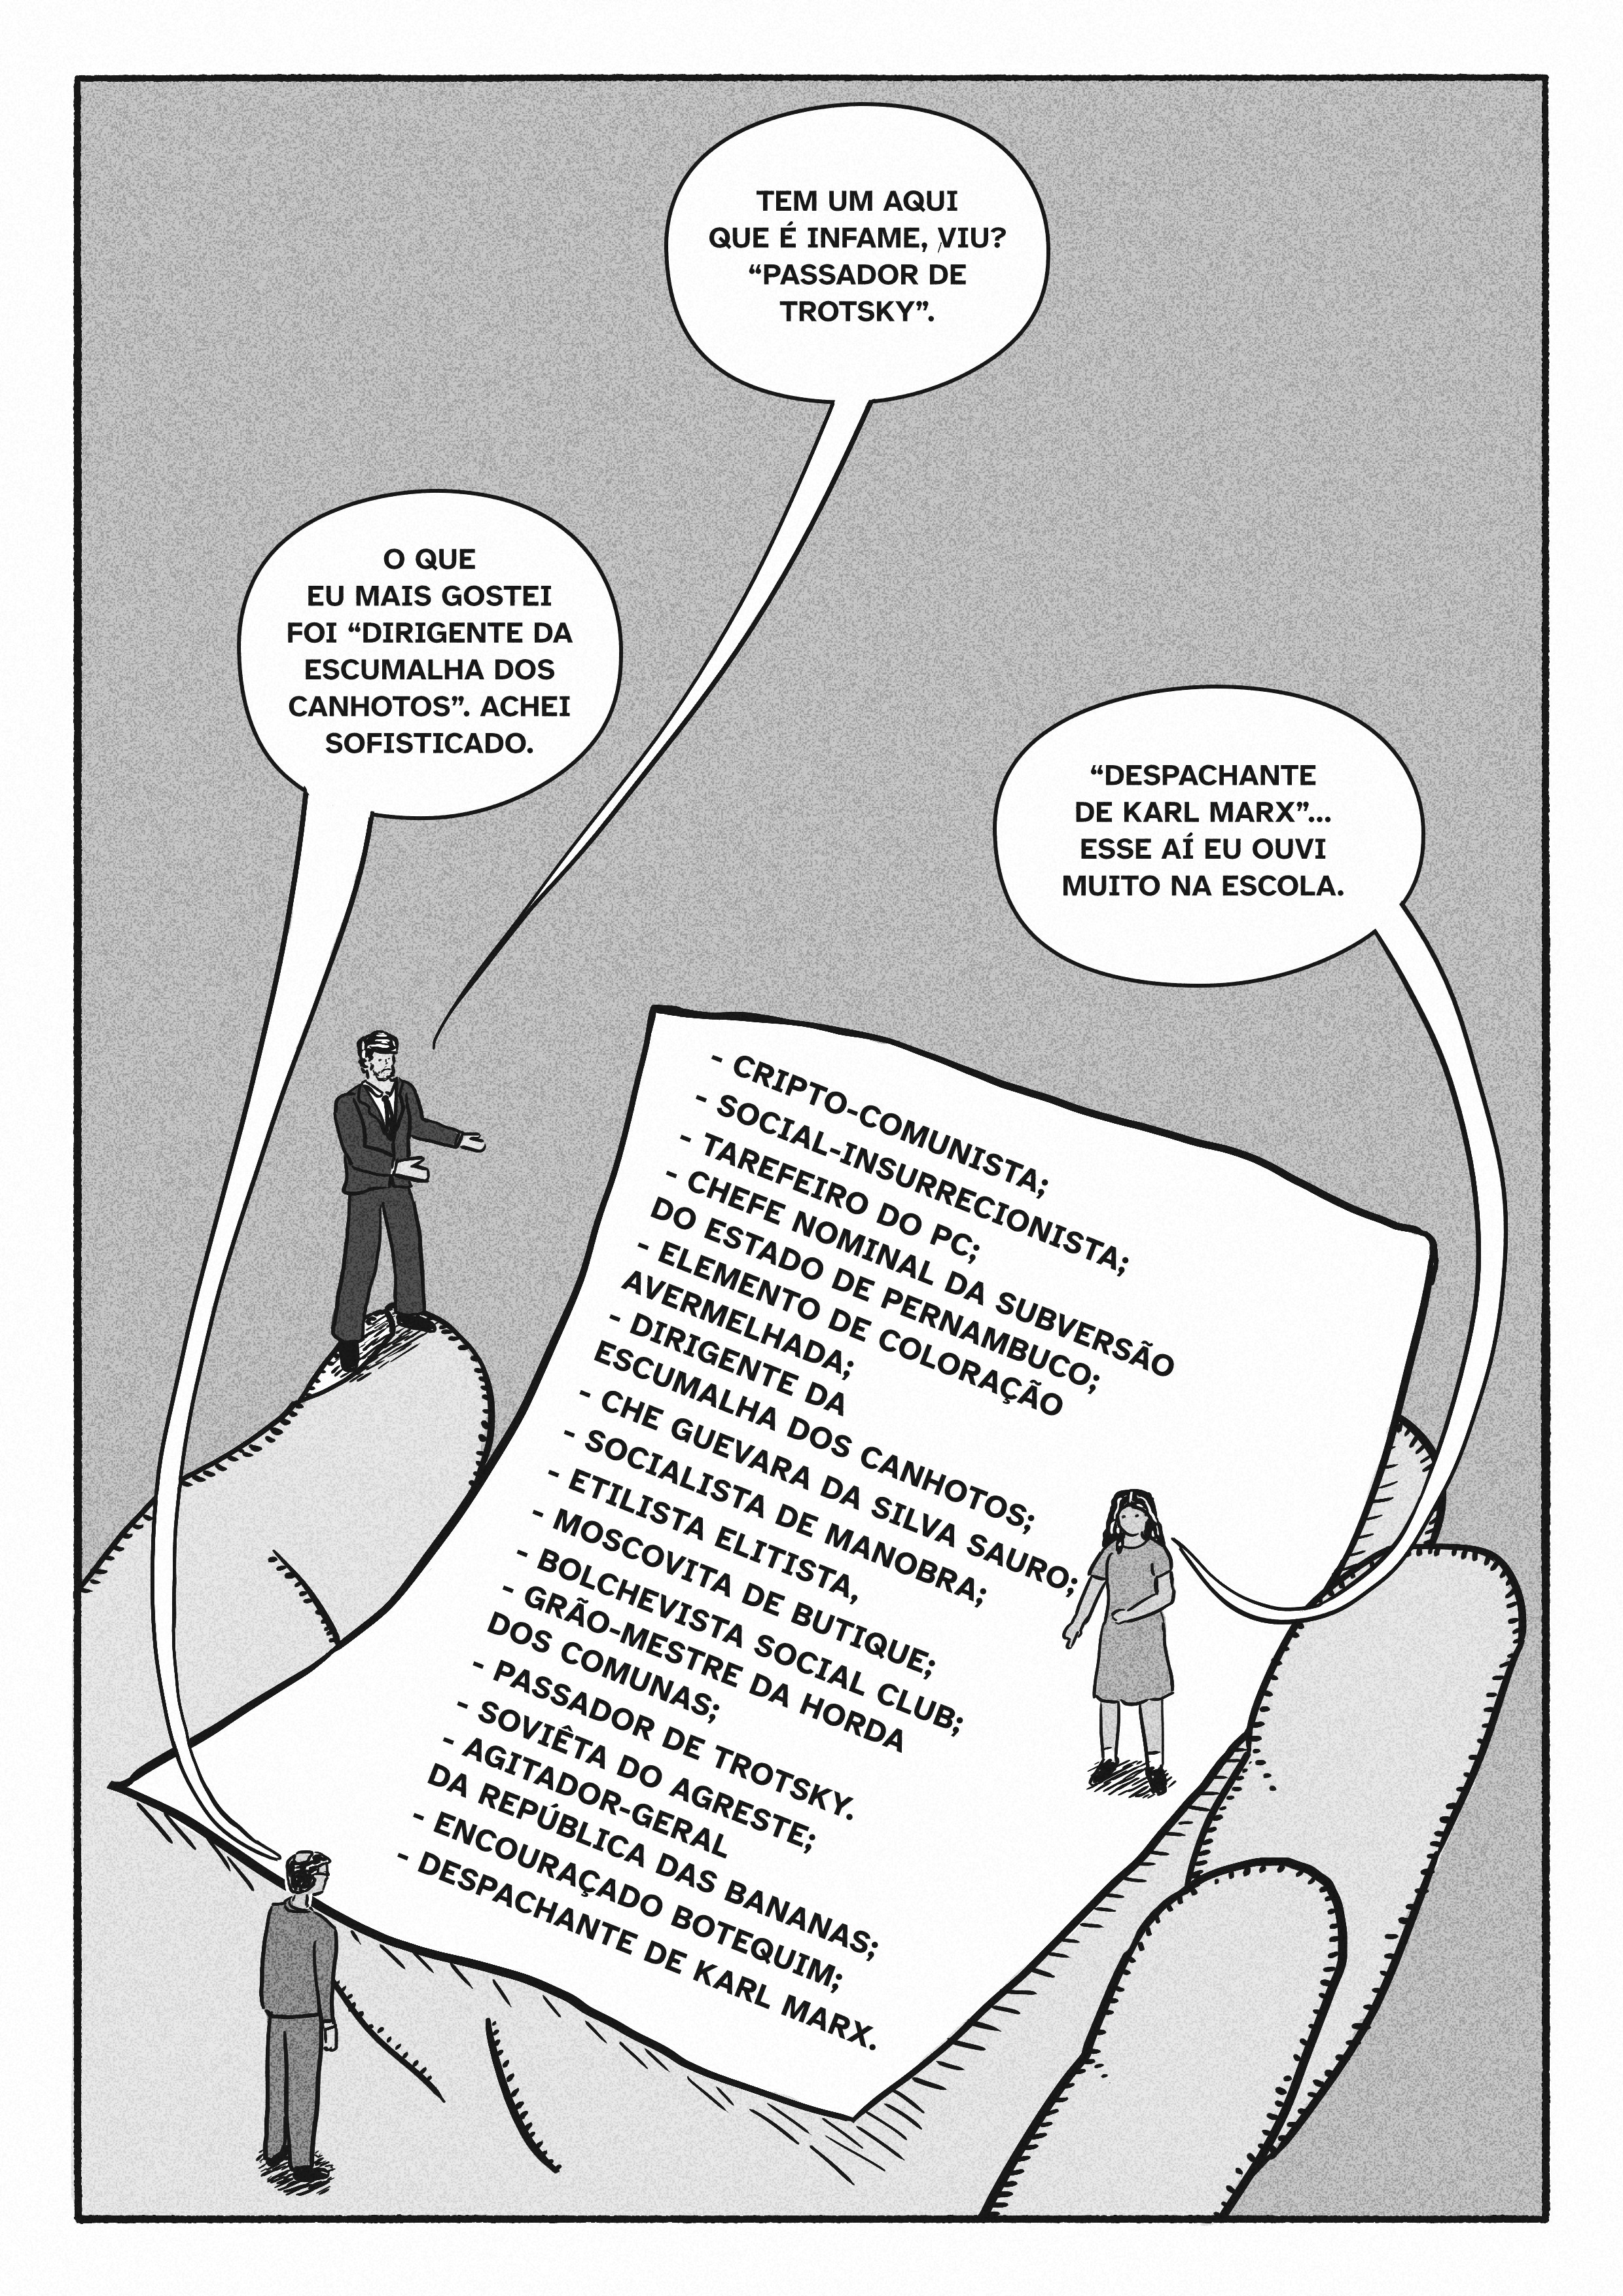 TEM UM AQUI
QUE É INFAME, VIU?
“PASSADOR DE
TROTSKY”.
O QUE
EU MAIS GOSTEI
FOI “DIRIGENTE DA
ESCUMALHA DOS
CANHOTOS”. ACHEI
SOFISTICADO.
“DESPACHANTE
DE KARL MARX”...
ESSE AÍ EU OUVI
MUITO NA ESCOLA.
- CRIPTO-COMUNISTA;
- SOCIAL-INSURRECIONISTA;
- TAREFEIRO DO PC;
- CHEFE NOMINAL DA SUBVERSÃO
DO ESTADO DE PERNAMBUCO;
- ELEMENTO DE COLORAÇÃO
AVERMELHADA;
- DIRIGENTE DA
ESCUMALHA DOS CANHOTOS;
- CHE GUEVARA DA SILVA SAURO;
- SOCIALISTA DE MANOBRA;
- ETILISTA ELITISTA,
- MOSCOVITA DE BUTIQUE;
- BOLCHEVISTA SOCIAL CLUB;
- GRÃO-MESTRE DA HORDA
DOS COMUNAS;
- PASSADOR DE TROTSKY.
- SOVIÊTA DO AGRESTE;
- AGITADOR-GERAL
DA REPÚBLICA DAS BANANAS;
- ENCOURAÇADO BOTEQUIM;
- DESPACHANTE DE KARL MARX.